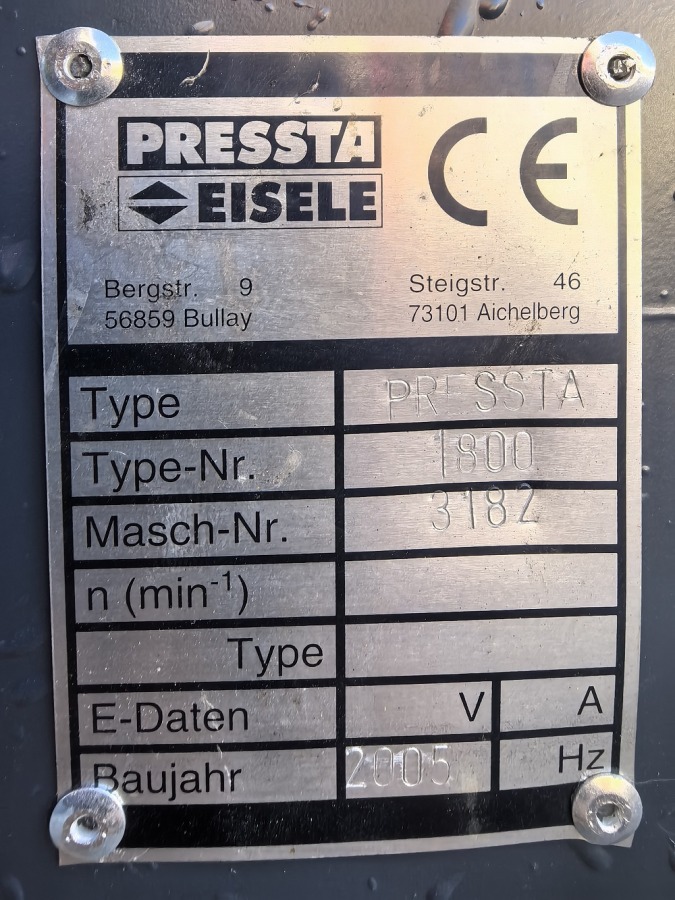 PRESSTA
EISELE
CE
Bergstr. 9
56859 Bullay
Steigstr. 46
73101 Aichelberg
Type PRESSTA
Type-Nr. 1800
Masch-Nr. 3182
n (min-1)
Type
E-Daten V A
Baujahr 2005 Hz